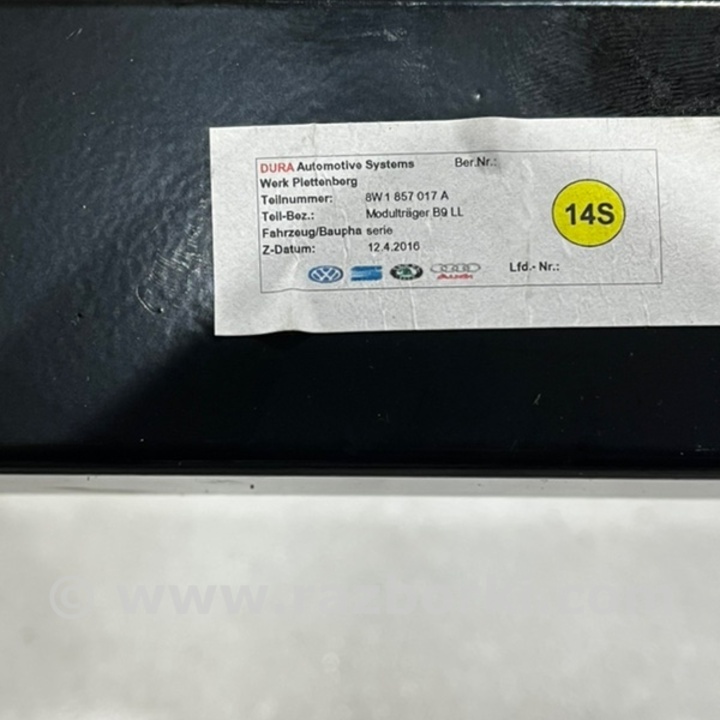 DURA Automotive Systems Ber.Nr.:
Werk Plettenberg
Teilnummer: 8W1 857 017 A
Teil-Bez.: Modulträger B9 LL
Fahrzeug/Baupha serie
Z-Datum: 12.4.2016
Lfd.- Nr.:
14S
© www.